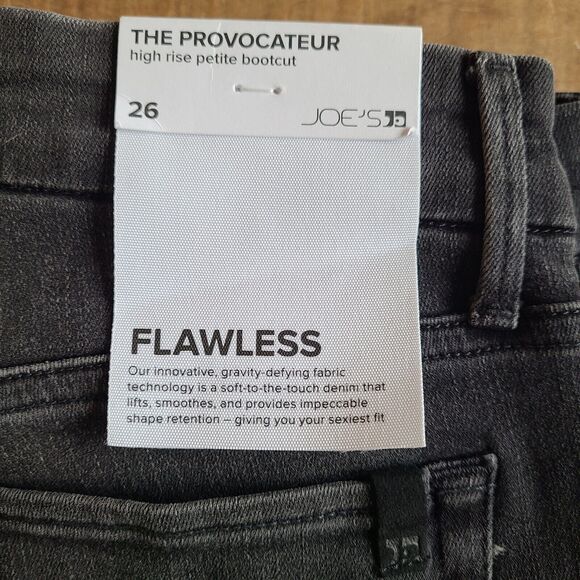 THE PROVOCATEUR
high rise petite bootcut
26
JOE'S
FLAWLESS
Our innovative, gravity-defying fabric
technology is a soft-to-the-touch denim that
lifts, smoothes, and provides impeccable
shape retention – giving you your sexiest fit